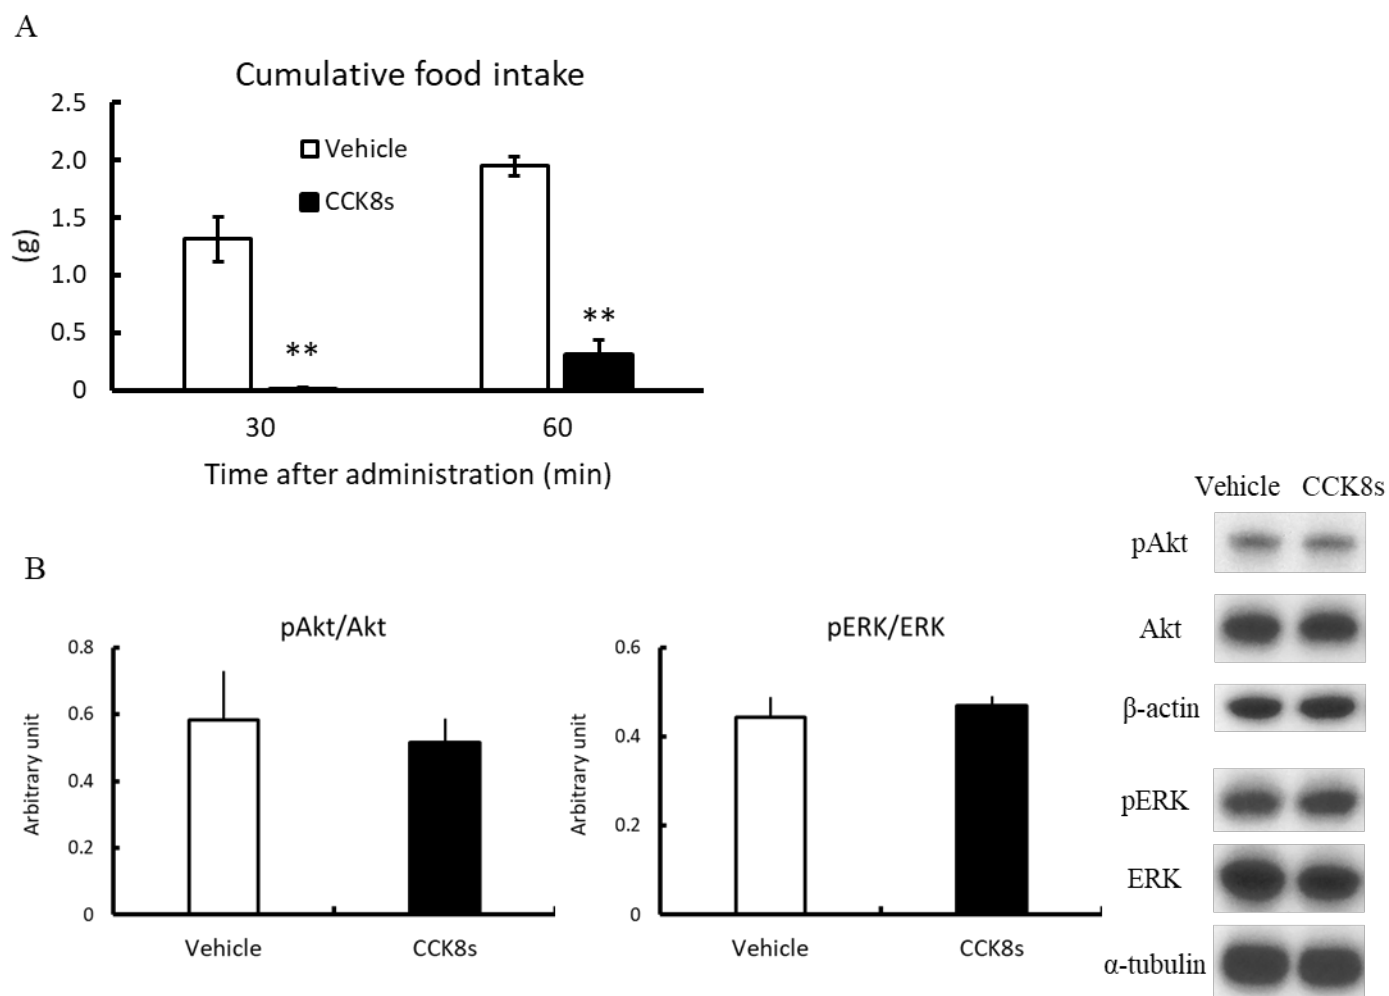 A
Cumulative food intake
2.5
2.0
1.5
1.0
0.5
0
(g)
Vehicle
CCK8s
**
**
30 60
Time after administration (min)
B
pAkt/Akt
0.8
0.6
0.4
0.2
0
Arbitrary unit
Vehicle CCK8s
pERK/ERK
0.6
0.4
0.2
0
Arbitrary unit
Vehicle CCK8s
Vehicle CCK8s
pAkt
Akt
β-actin
pERK
ERK
α-tubulin